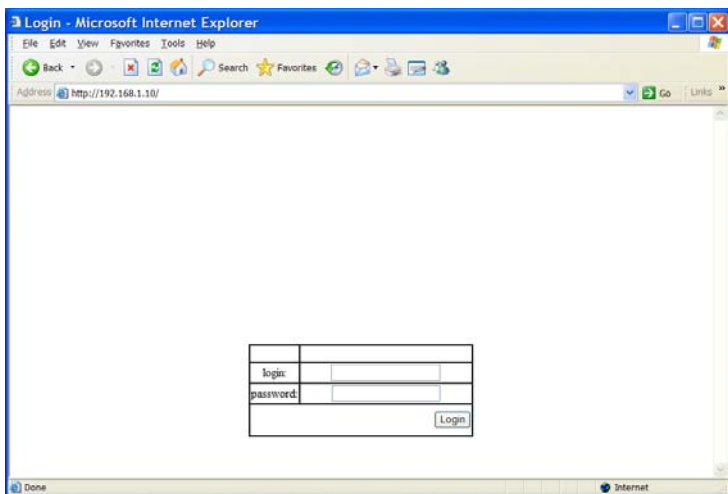 Login - Microsoft Internet Explorer
File Edit View Favorites Tools Help
Back Search Favorites
Address http://192.168.1.10/ Go Links »
login:
password:
Login
Done Internet